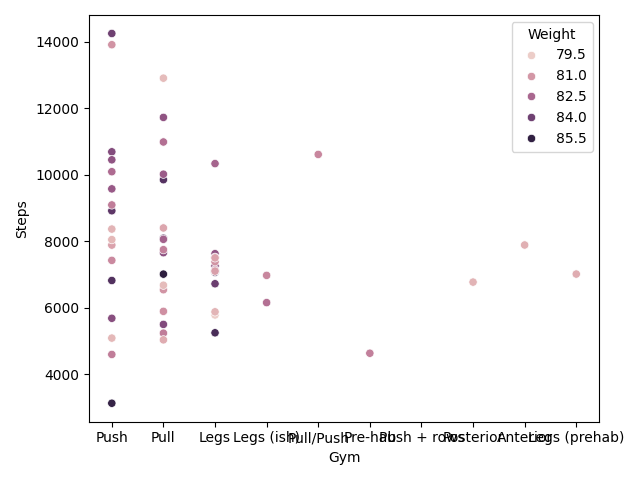 Weight
79.5
81.0
82.5
84.0
85.5
14000
12000
10000
8000
6000
4000
Steps
Push Pull Legs Legs (ish) Pull/Push Pre-hab Push + rows Posterior Anterior Legs (prehab)
Gym